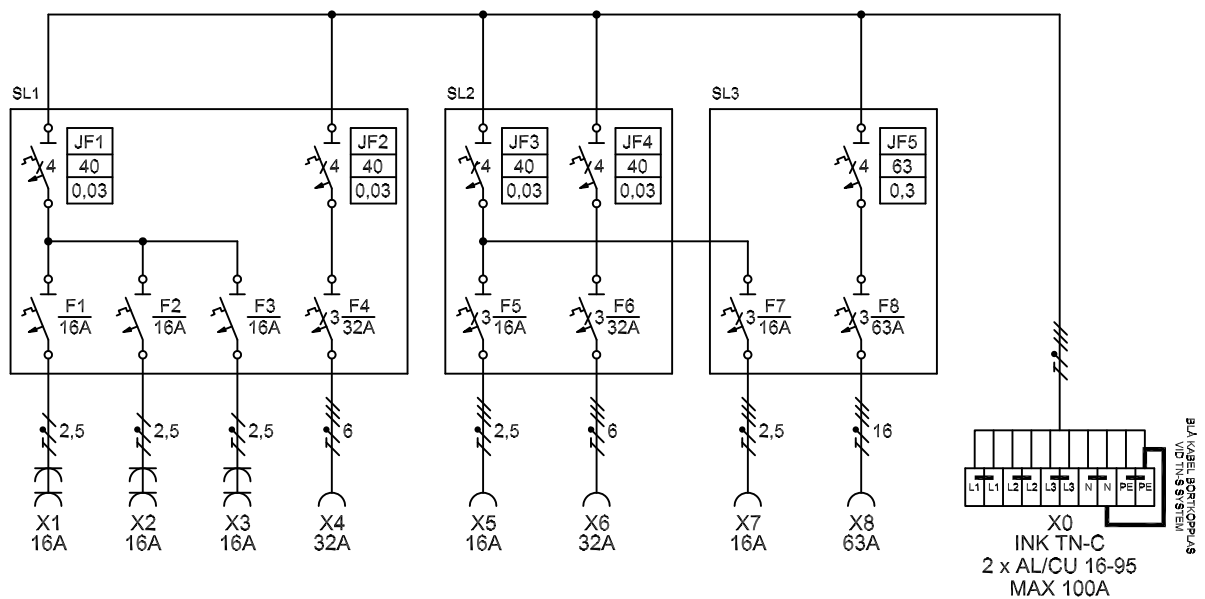 SL1
SL2
SL3
4
JF1
40
0,03
4
JF2
40
0,03
4
JF3
40
0,03
4
JF4
40
0,03
4
JF5
63
0,3
F1
16A
F2
16A
F3
16A
3
F4
32A
3
F5
16A
3
F6
32A
3
F7
16A
3
F8
63A
2,5
2,5
2,5
6
2,5
6
2,5
16
X1
16A
X2
16A
X3
16A
X4
32A
X5
16A
X6
32A
X7
16A
X8
63A
L1 L1 L2 L2 L3 L3 N N PE PE
X0
INK TN-C
2 x AL/CU 16-95
MAX 100A
BLÅ KABEL BORTKOPPLAS
VID TN-S SYSTEM